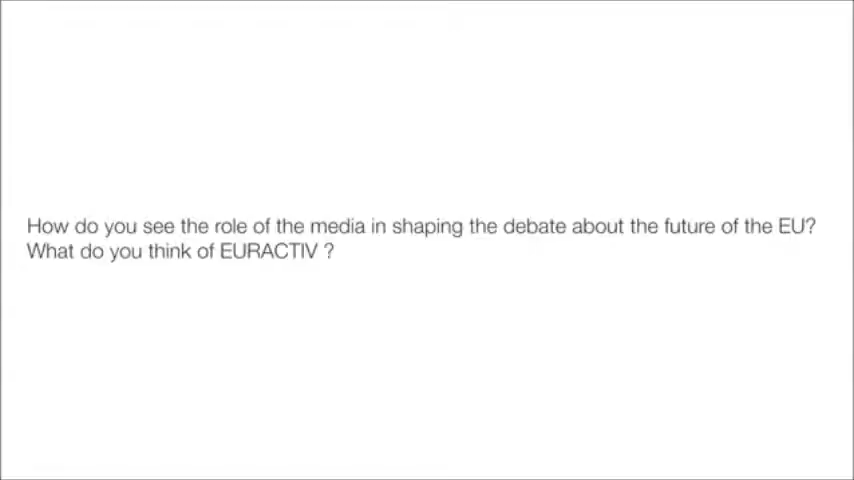 How do you see the role of the media in shaping the debate about the future of the EU?
What do you think of EURACTIV ?